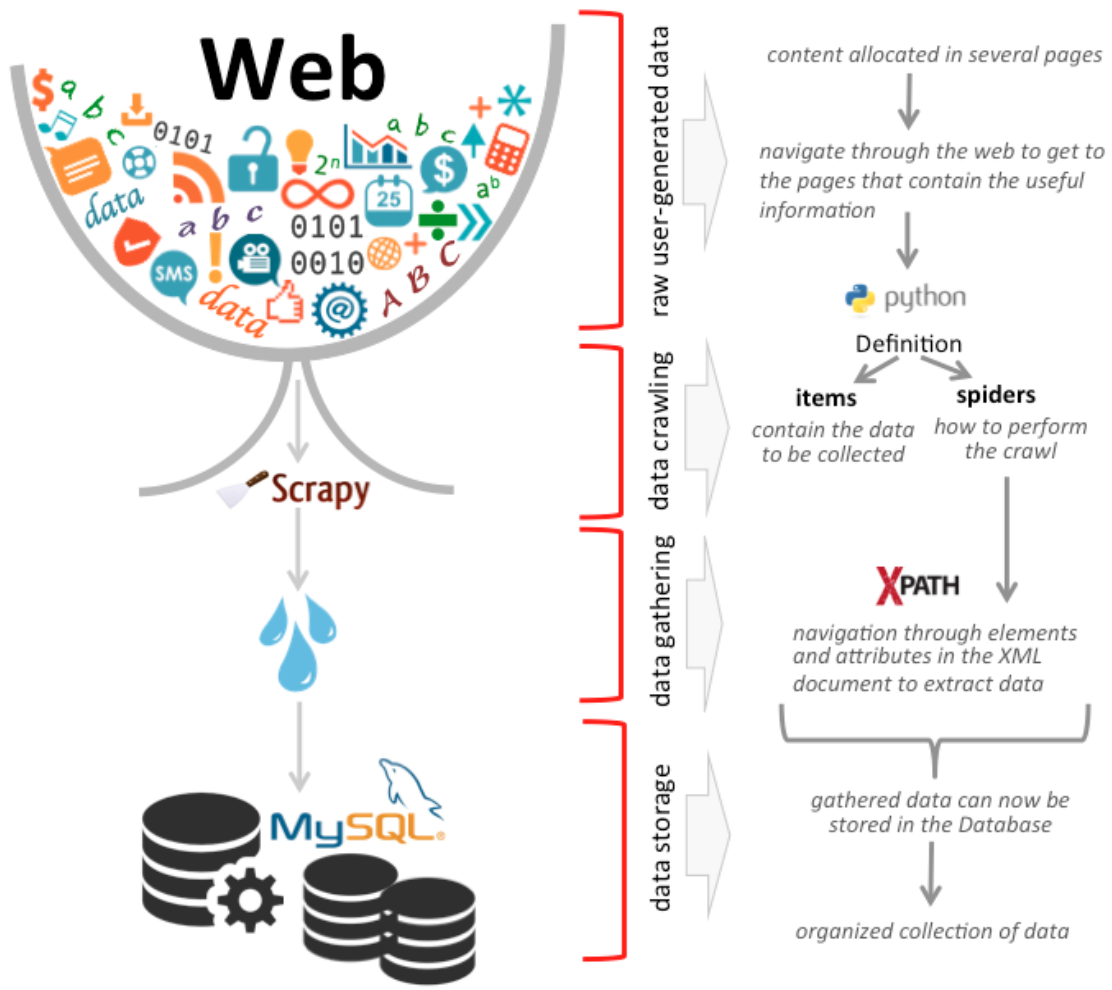 Web
$
a b c
0101
2ⁿ
a b c
$
data
a b c
25
aᵇ
0101
0010
SMS
data
@
A B C
Scrapy
MySQL®
raw user-generated data
data crawling
data gathering
data storage
content allocated in several pages
navigate through the web to get to
the pages that contain the useful
information
python
Definition
items
spiders
contain the data
to be collected
how to perform
the crawl
XPATH
navigation through elements
and attributes in the XML
document to extract data
gathered data can now be
stored in the Database
organized collection of data